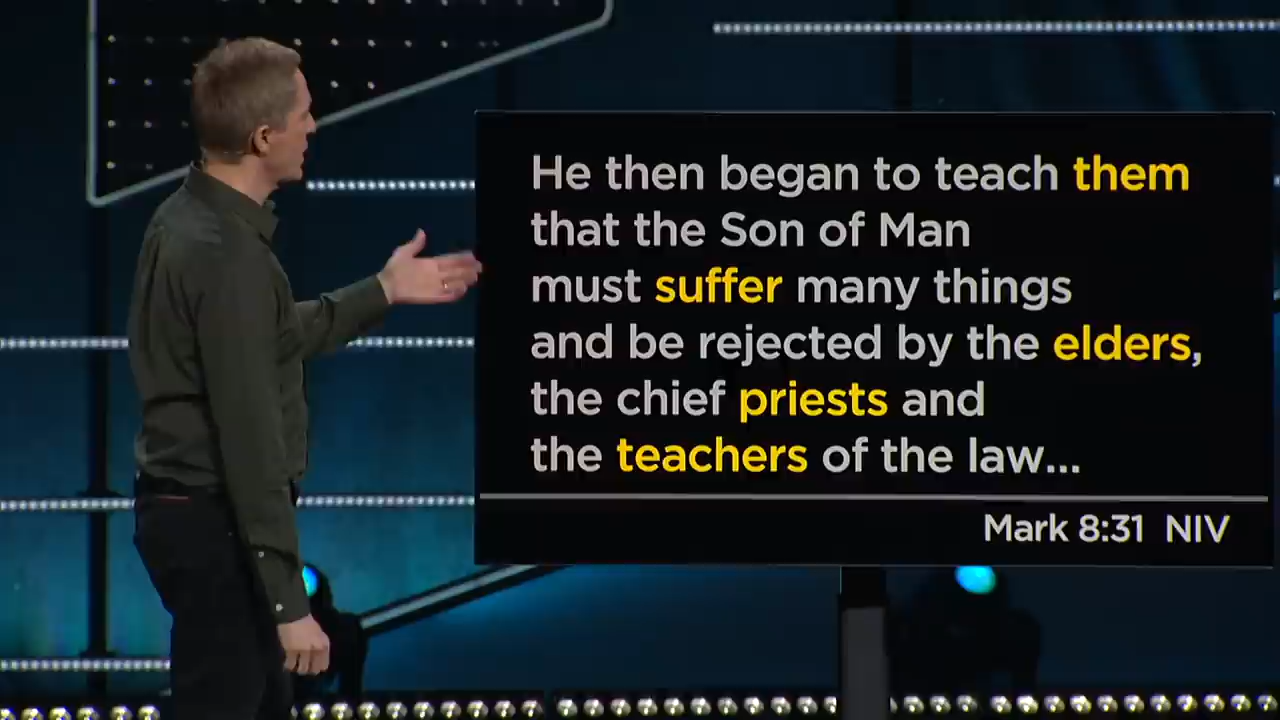 He then began to teach them
that the Son of Man
must suffer many things
and be rejected by the elders,
the chief priests and
the teachers of the law...
Mark 8:31 NIV